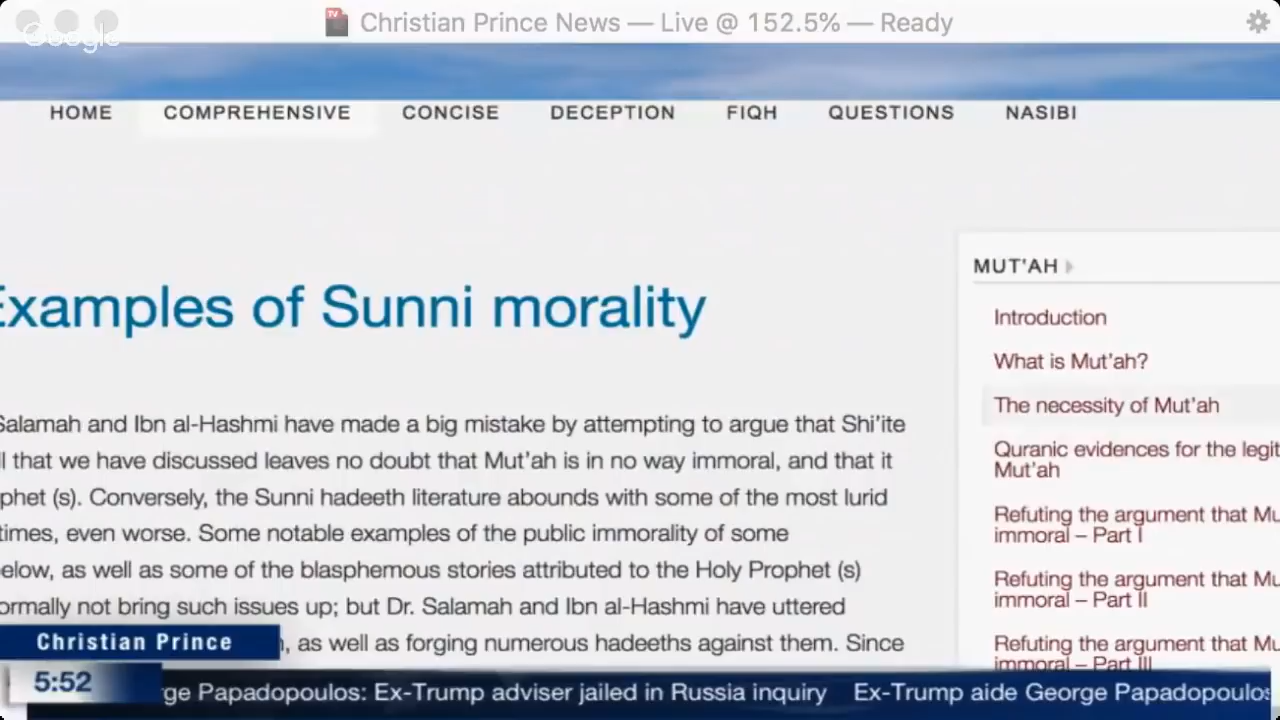 Christian Prince News — Live @ 152.5% — Ready
Google
HOME COMPREHENSIVE CONCISE DECEPTION FIQH QUESTIONS NASIBI
Examples of Sunni morality
Salamah and Ibn al-Hashmi have made a big mistake by attempting to argue that Shi'ite
that we have discussed leaves no doubt that Mut'ah is in no way immoral, and that it
phet (s). Conversely, the Sunni hadeeth literature abounds with some of the most lurid
times, even worse. Some notable examples of the public immorality of some
elow, as well as some of the blasphemous stories attributed to the Holy Prophet (s)
ormally not bring such issues up; but Dr. Salamah and Ibn al-Hashmi have uttered
, as well as forging numerous hadeeths against them. Since
MUT'AH
Introduction
What is Mut'ah?
The necessity of Mut'ah
Quranic evidences for the legit
Mut'ah
Refuting the argument that Mu
immoral – Part I
Refuting the argument that Mu
immoral – Part II
Refuting the argument that Mu
immoral – Part III
Christian Prince
5:52
rge Papadopoulos: Ex-Trump adviser jailed in Russia inquiry Ex-Trump aide George Papadopoulos